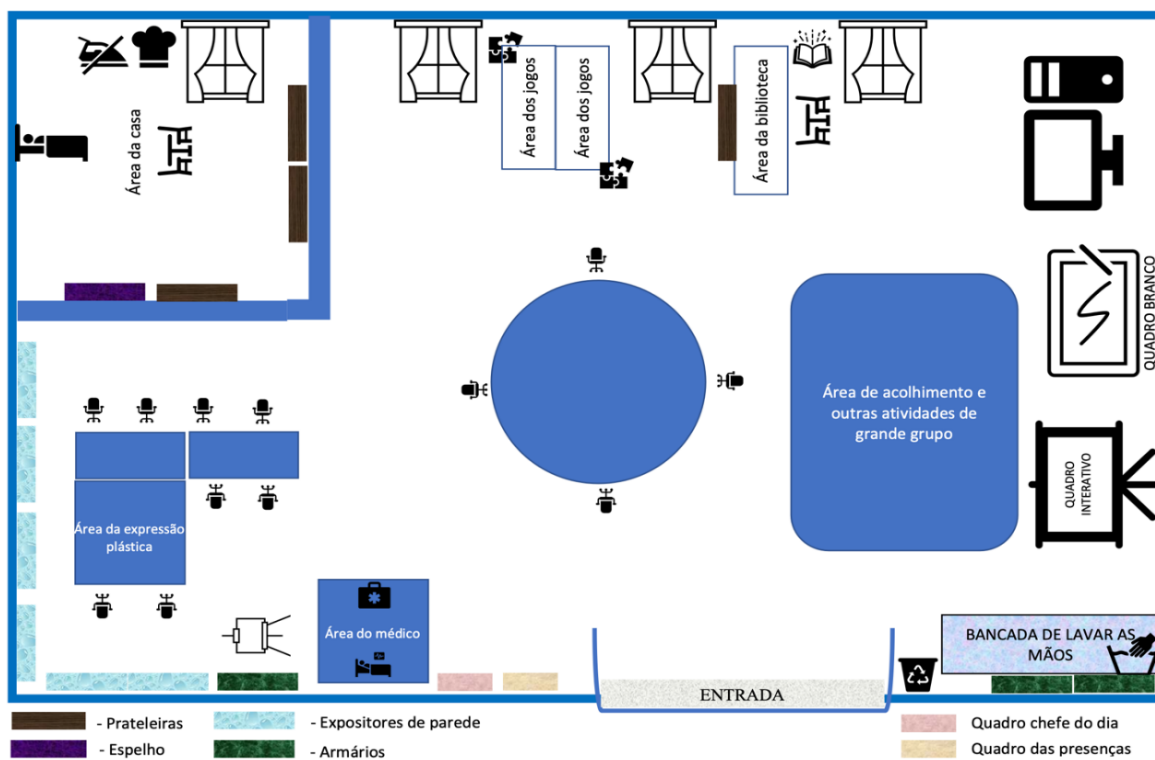 Área da casa
Área dos jogos
Área dos jogos
Área da biblioteca
QUADRO BRANCO
Área de acolhimento e
outras atividades de
grande grupo
QUADRO
INTERATIVO
Área da expressão
plástica
Área do médico
BANCADA DE LAVAR AS
MÃOS
ENTRADA
- Prateleiras
- Expositores de parede
Quadro chefe do dia
- Espelho
- Armários
Quadro das presenças